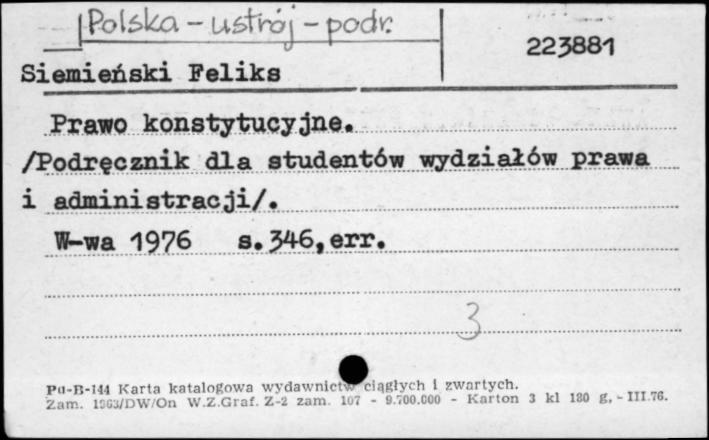 Polska - ustrój - podr.
223881
Siemieński Feliks
Prawo konstytucyjne.
/Podręcznik dla studentów wydziałów prawa
i administracji/.
W-wa 1976 s.346,err.
3
Pu-B-144 Karta katalogowa wydawnictw ciągłych i zwartych.
Zam. 1963/DW/On W.Z.Graf. Z-2 zam. 107 - 9.700.000 - Karton 3 kl 180 g, - III.76.